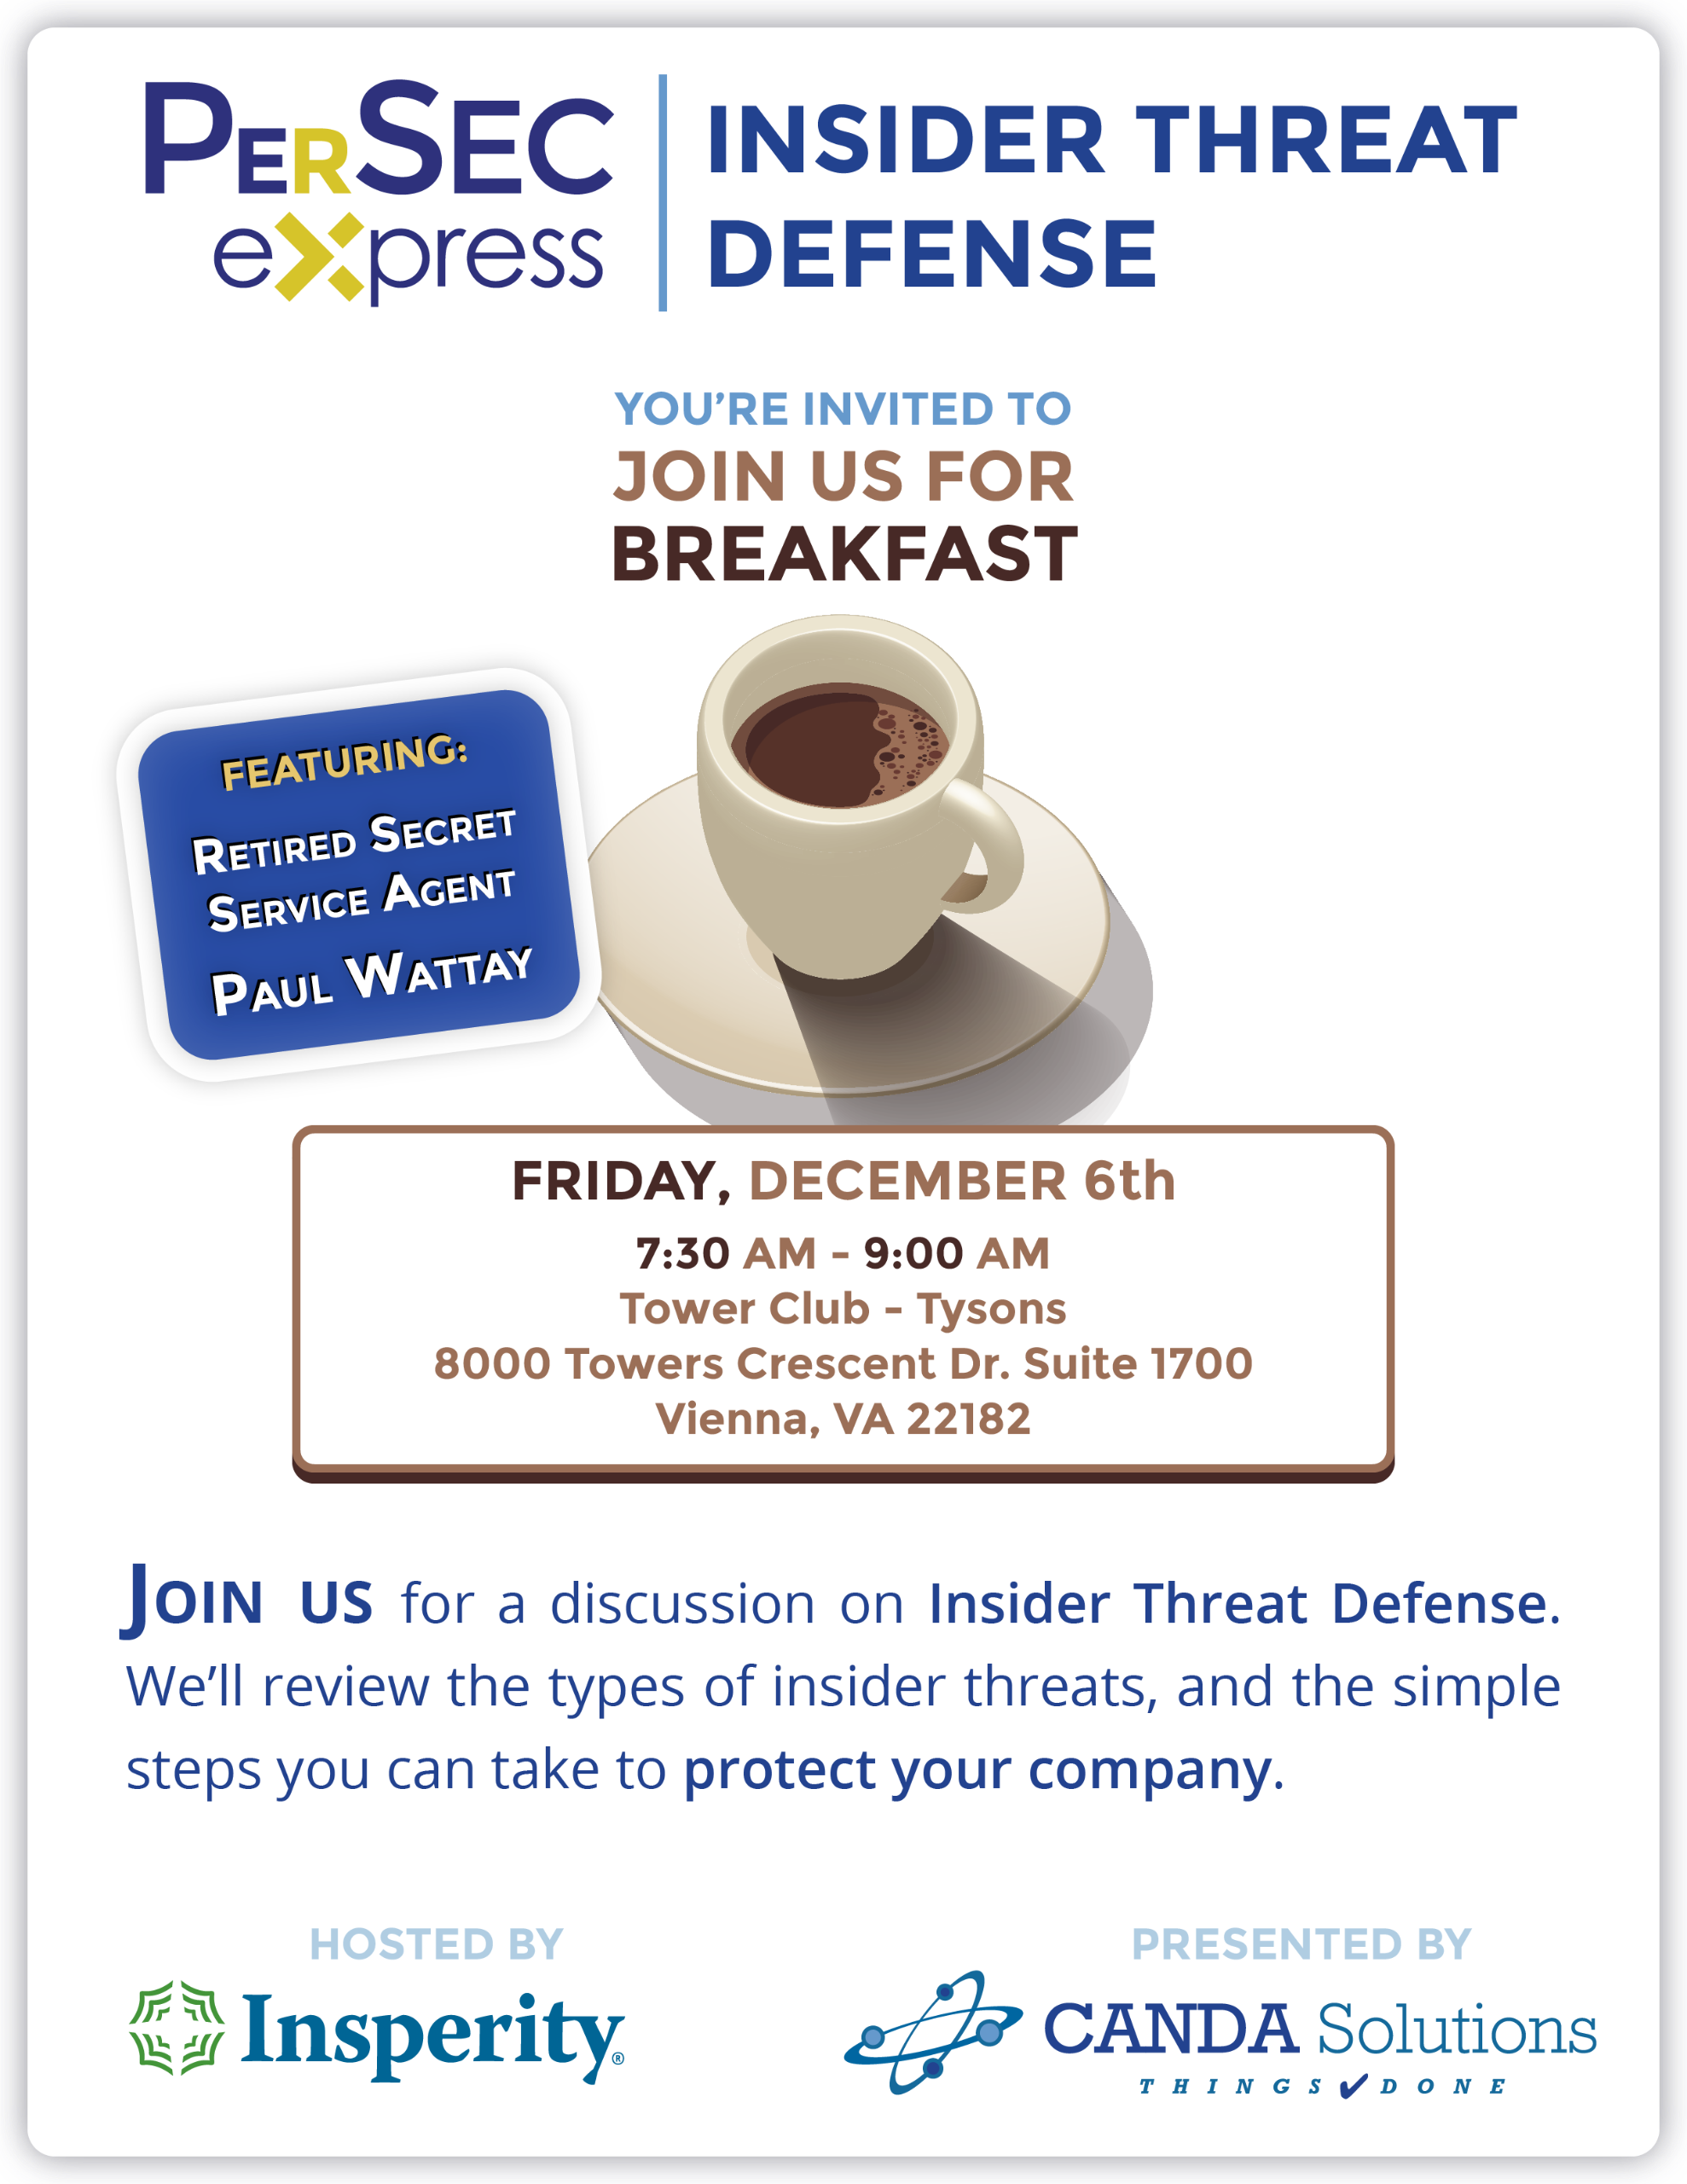 PERSEC
express
INSIDER THREAT
DEFENSE
YOU'RE INVITED TO
JOIN US FOR
BREAKFAST
FEATURING:
RETIRED SECRET
SERVICE AGENT
PAUL WATTAY
FRIDAY, DECEMBER 6th
7:30 AM - 9:00 AM
Tower Club - Tysons
8000 Towers Crescent Dr. Suite 1700
Vienna, VA 22182
JOIN US for a discussion on Insider Threat Defense.
We'll review the types of insider threats, and the simple
steps you can take to protect your company.
HOSTED BY
Insperity®
PRESENTED BY
CANDA Solutions
THINGS✔DONE